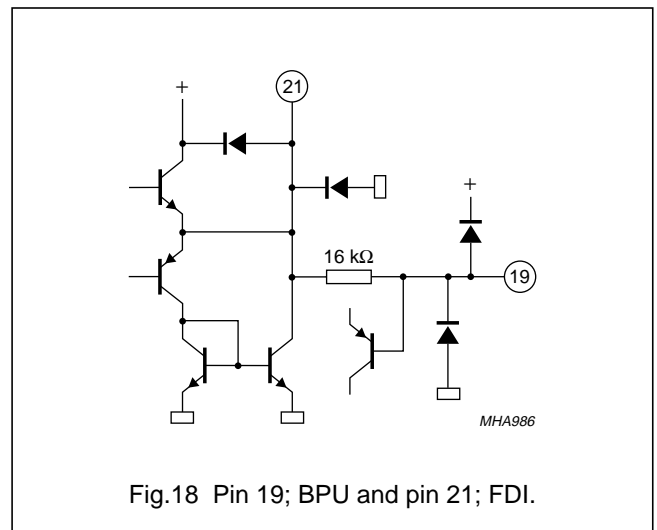 +
21
+
16 kΩ
19
MHA986
Fig.18 Pin 19; BPU and pin 21; FDI.